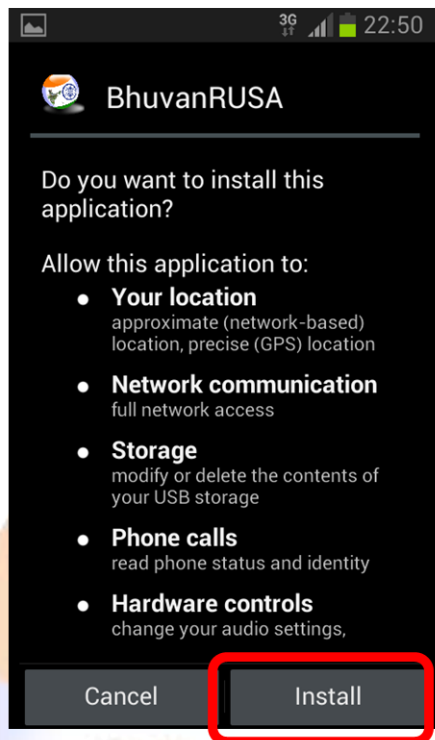 3G 22:50
BhuvanRUSA
Do you want to install this
application?
Allow this application to:
● Your location
approximate (network-based)
location, precise (GPS) location
● Network communication
full network access
● Storage
modify or delete the contents of
your USB storage
● Phone calls
read phone status and identity
● Hardware controls
change your audio settings,
Cancel Install